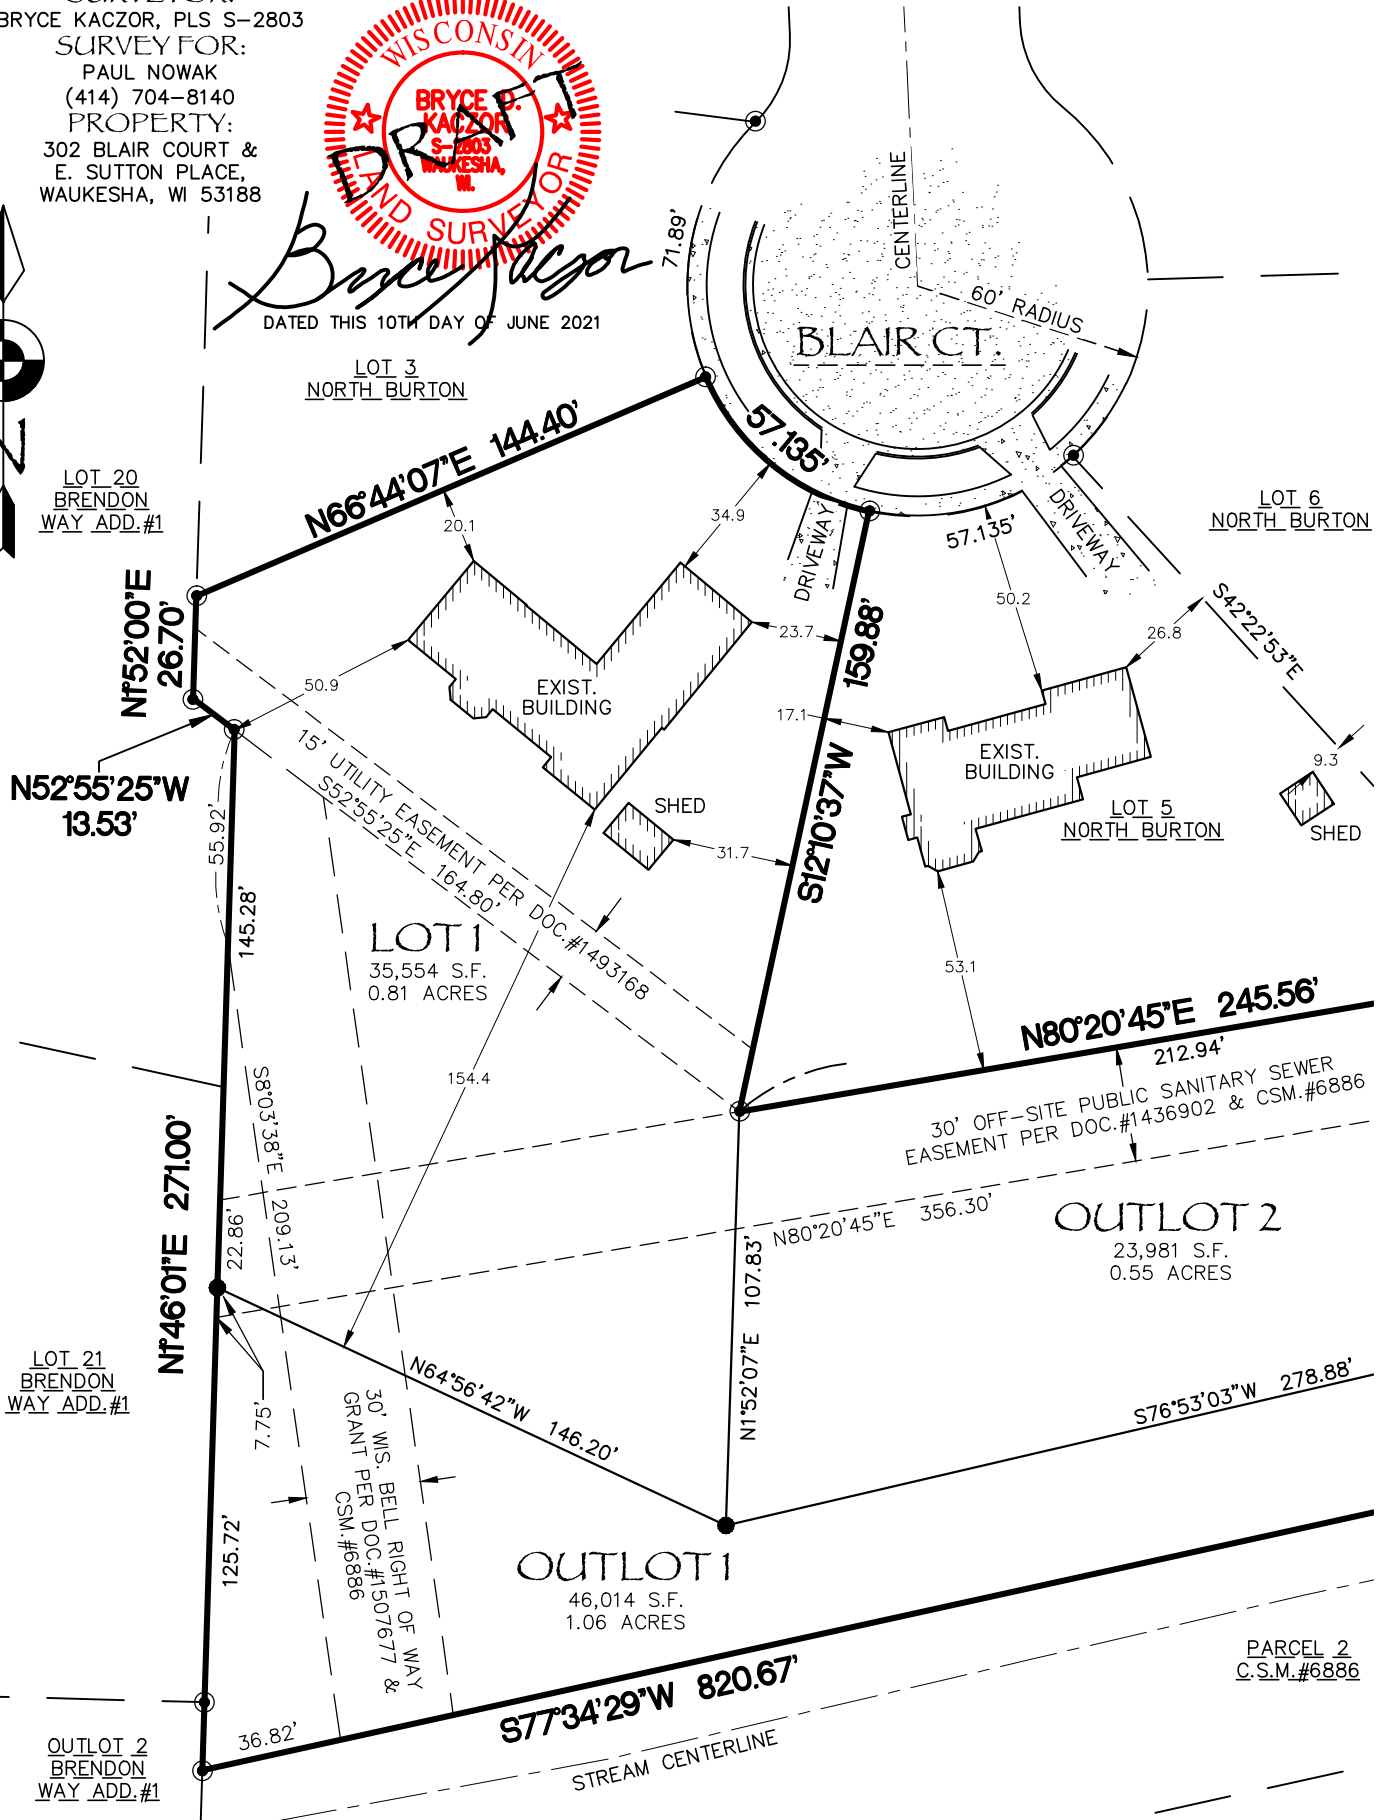 BRYCE KACZOR, PLS S-2803
SURVEY FOR:
PAUL NOWAK
(414) 704-8140
PROPERTY:
302 BLAIR COURT &
E. SUTTON PLACE,
WAUKESHA, WI 53188
WISCONSIN
BRYCE D.
KACZOR
S-2803
WAUKESHA,
WI.
LAND SURVEYOR
DRAFT
Bryce Kaczor
DATED THIS 10TH DAY OF JUNE 2021
71.89'
CENTERLINE
60' RADIUS
BLAIR CT.
LOT 3
NORTH BURTON
N66°44'07"E 144.40'
57.135'
LOT 20
BRENDON
WAY ADD.#1
20.1
34.9
DRIVEWAY
57.135'
DRIVEWAY
LOT 6
NORTH BURTON
N1°52'00"E
26.70'
50.9
EXIST.
BUILDING
23.7
159.88'
S12°10'37"W
50.2
26.8
S42°22'53"E
17.1
EXIST.
BUILDING
9.3
SHED
LOT 5
NORTH BURTON
N52°55'25"W
13.53'
15' UTILITY EASEMENT PER DOC.#1493168
S52°55'25"E 164.80'
SHED
31.7
55.92'
145.28'
LOT 1
35,554 S.F.
0.81 ACRES
53.1
N80°20'45"E 245.56'
212.94'
154.4
30' OFF-SITE PUBLIC SANITARY SEWER
EASEMENT PER DOC.#1436902 & CSM.#6886
S8°03'38"E 209.13'
N1°46'01"E 271.00'
22.86'
N80°20'45"E 356.30'
OUTLOT 2
23,981 S.F.
0.55 ACRES
N1°52'07"E 107.83'
LOT 21
BRENDON
WAY ADD.#1
7.75'
N64°56'42"W 146.20'
S76°53'03"W 278.88'
30' WIS. BELL RIGHT OF WAY
GRANT PER DOC.#1507677 &
CSM.#6886
125.72'
OUTLOT 1
46,014 S.F.
1.06 ACRES
PARCEL 2
C.S.M.#6886
S77°34'29"W 820.67'
36.82'
STREAM CENTERLINE
OUTLOT 2
BRENDON
WAY ADD.#1